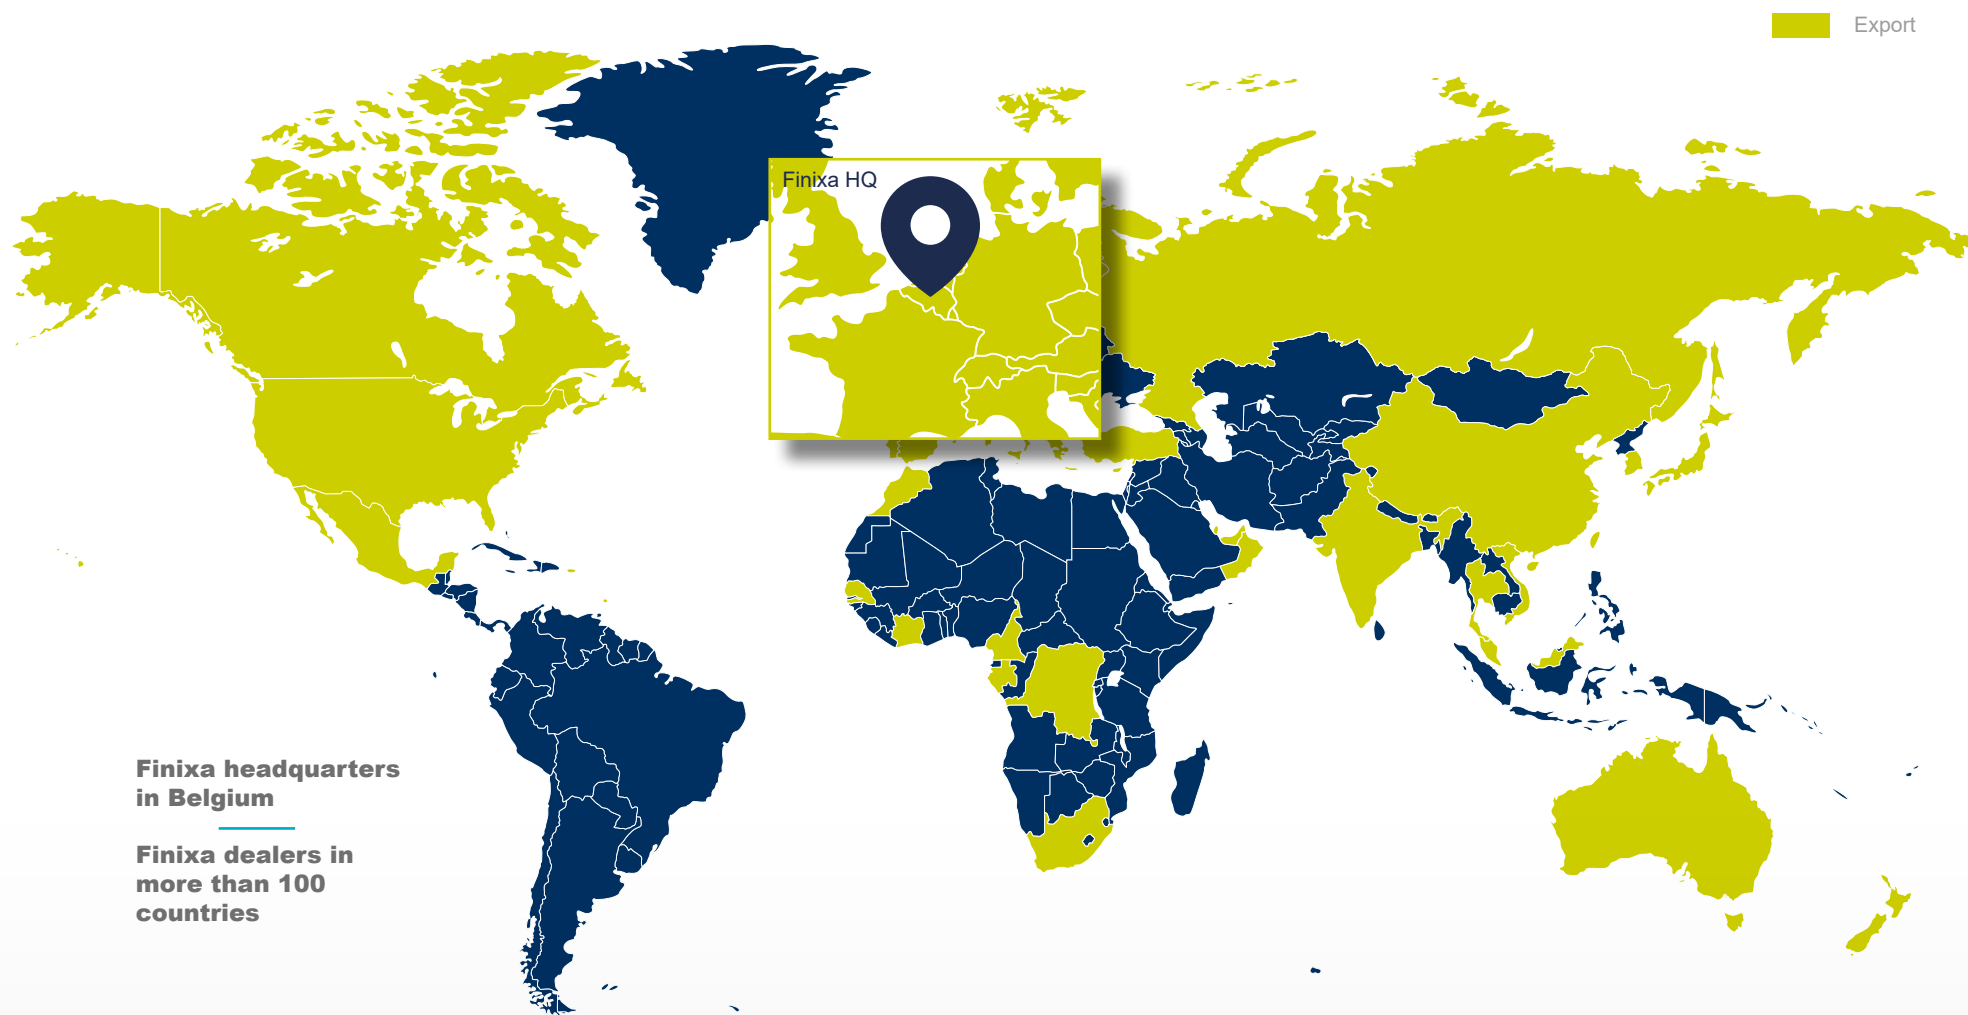 Export
Finixa HQ
Finixa headquarters
in Belgium
Finixa dealers in
more than 100
countries